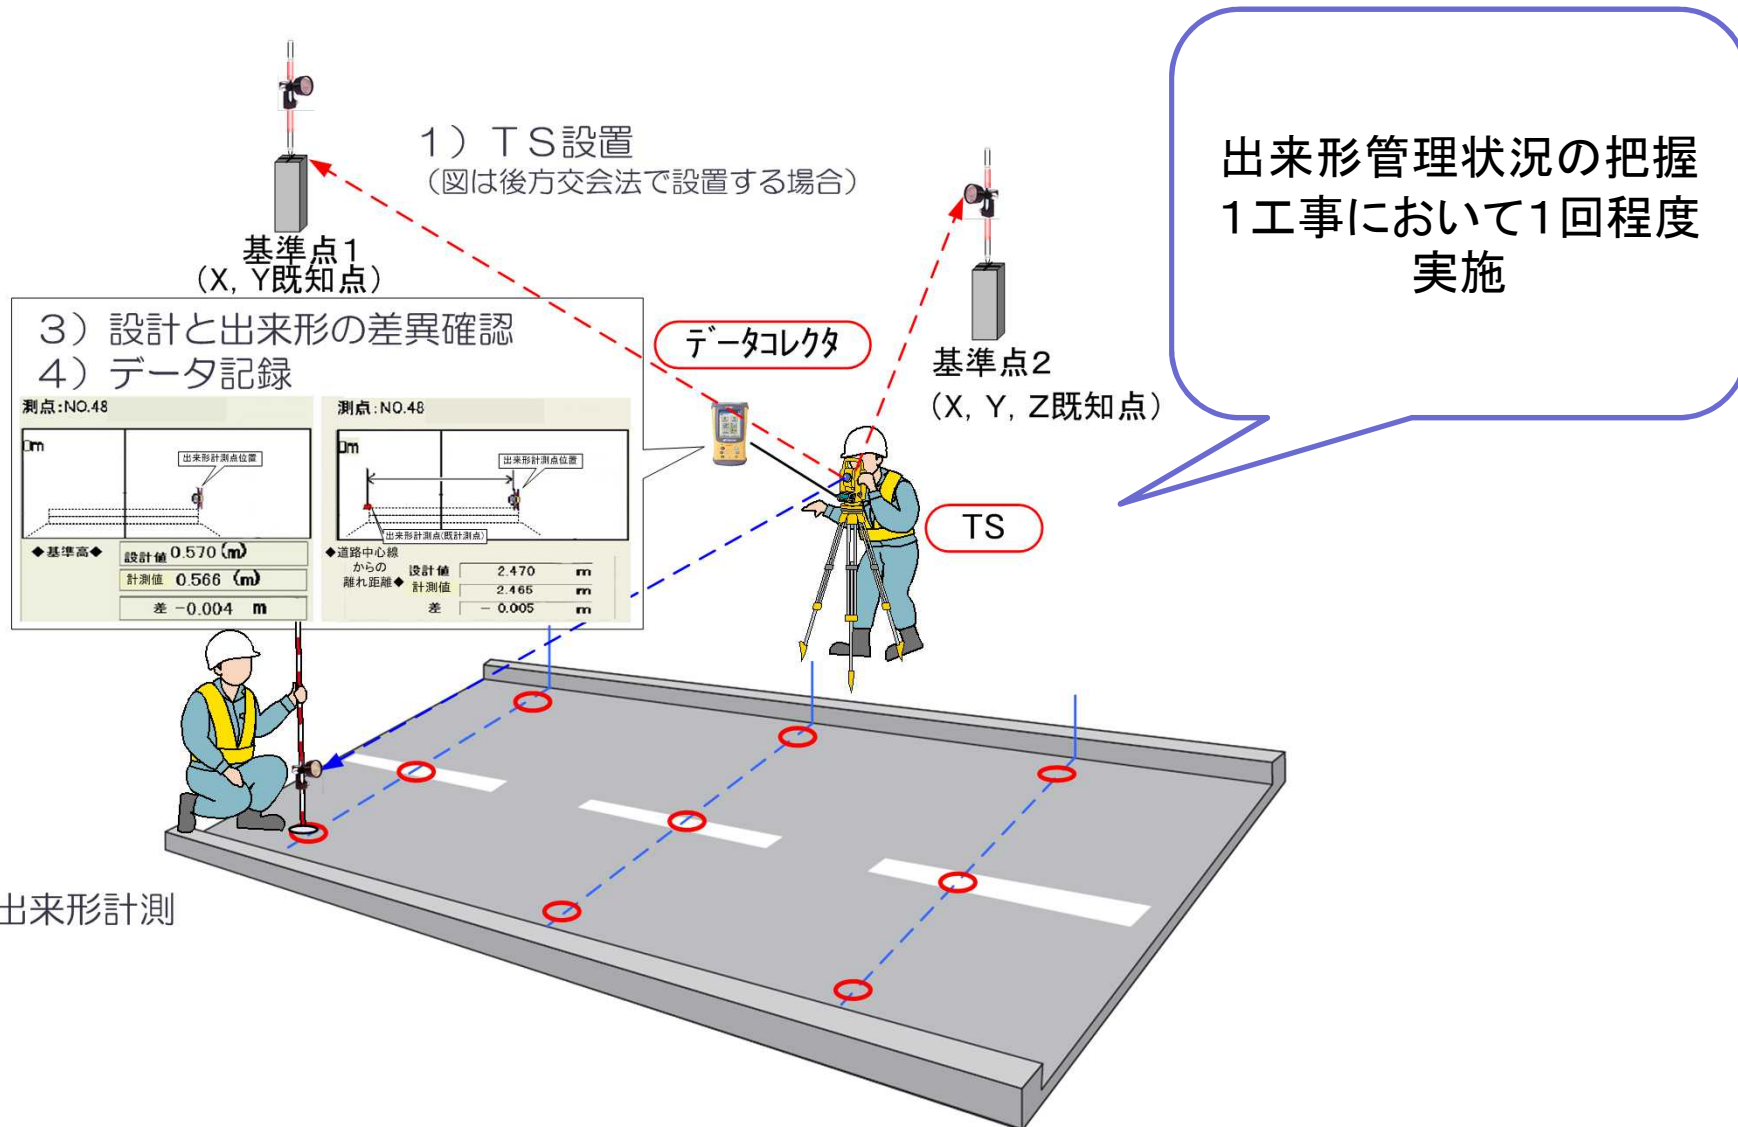 1）ＴＳ設置
（図は後方交会法で設置する場合）
基準点1
(X, Y既知点)
出来形管理状況の把握
1工事において1回程度
実施
3）設計と出来形の差異確認
4）データ記録
データコレクタ
基準点2
(X, Y, Z既知点)
測点:NO.48
0m
出来形計測点位置
◆基準高◆
設計値 0.570 (m)
計測値 0.566 (m)
差 -0.004 m
測点:NO.48
0m
出来形計測点位置
出来形計測点(既計測点)
◆道路中心線
からの
離れ距離◆
設計値 2.470 m
計測値 2.465 m
差 - 0.005 m
TS
出来形計測